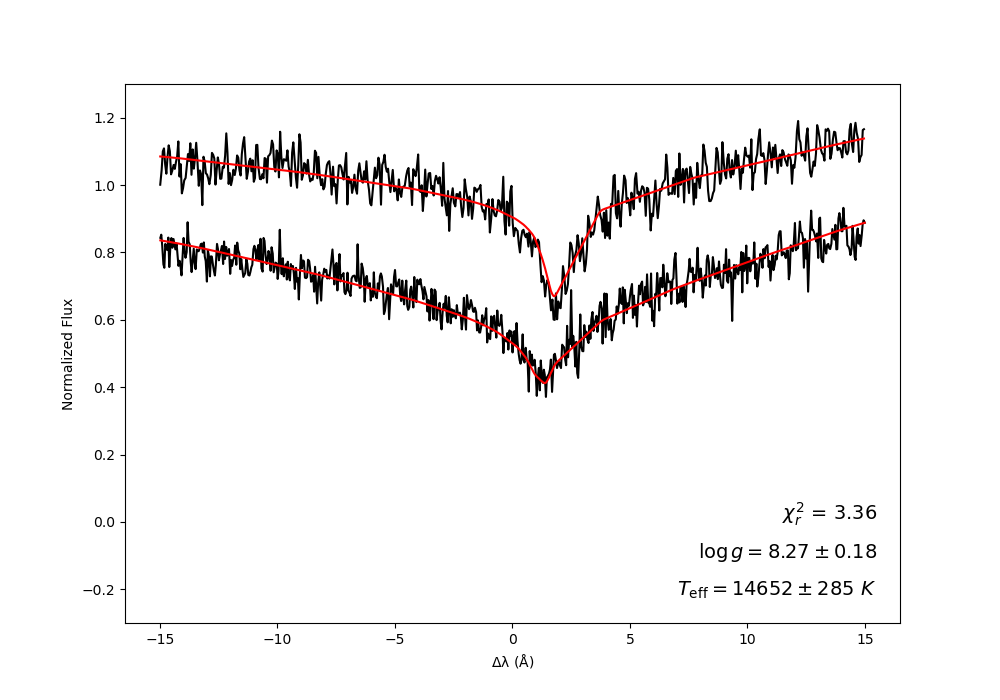 1.2
1.0
0.8
0.6
0.4
0.2
0.0
−0.2
Normalized Flux
χ²ᵣ = 3.36
log g = 8.27 ± 0.18
T_eff = 14652 ± 285 K
−15 −10 −5 0 5 10 15
Δλ (Å)